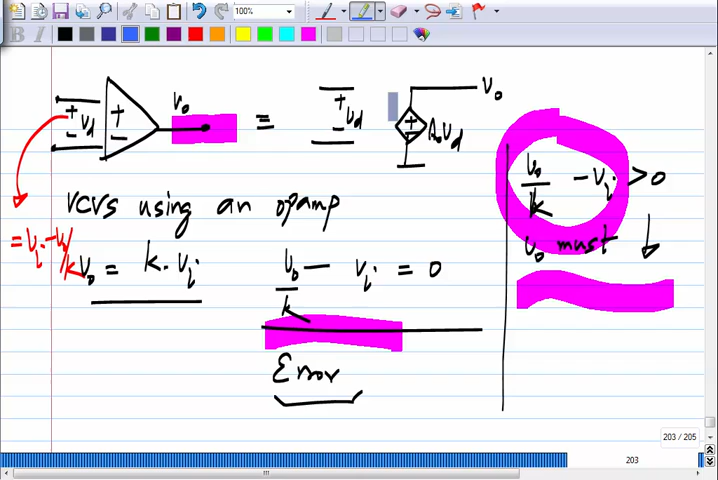 100%
B I
+ Vd - + - Vo = + Vd - + - AoVd Vo
VCVS using an opamp
= Vi - Vo/k
Vo = k. Vi
Vo/k - Vi = 0
Error
Vo/k - Vi > 0
Vo must ↓
203 / 205
203